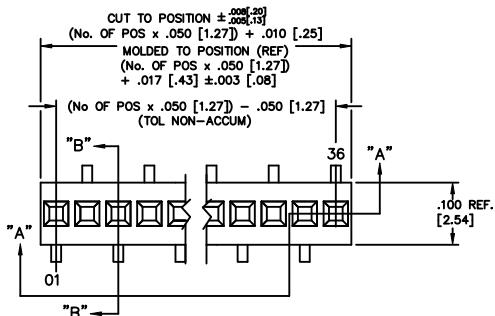 CUT TO POSITION ± .008[.20] .005[.13]
(No. OF POS x .050 [1.27]) + .010 [.25]
MOLDED TO POSITION (REF)
(No. OF POS x .050 [1.27])
+ .017 [.43] ±.003 [.08]
(No OF POS x .050 [1.27]) – .050 [1.27]
(TOL NON–ACCUM)
"B"
36
"A"
.100 REF.
[2.54]
"A"
01
"B"